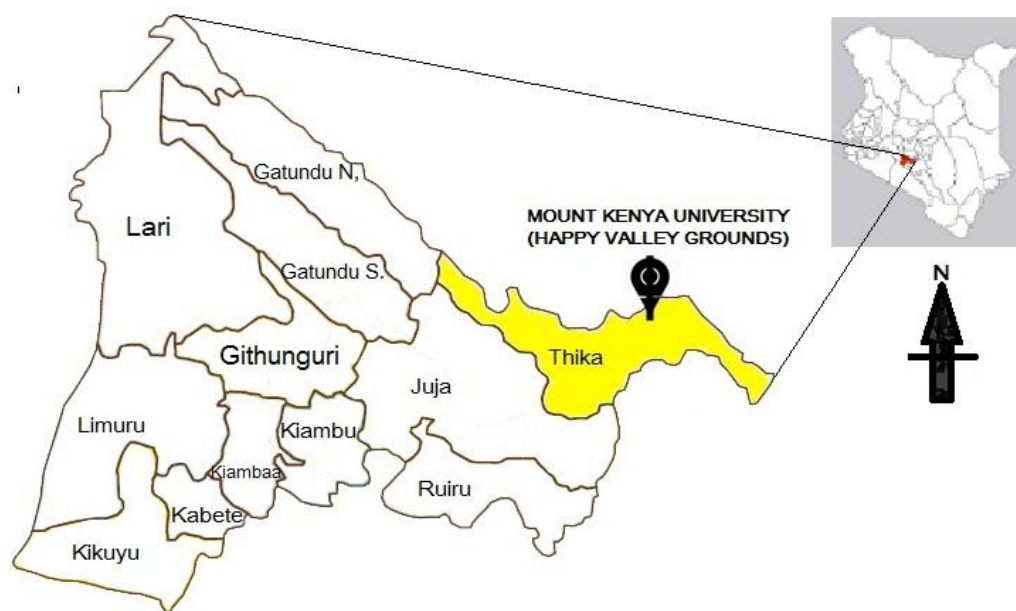 Gatundu N,
Lari
MOUNT KENYA UNIVERSITY
(HAPPY VALLEY GROUNDS)
Gatundu S.
N
Githunguri
Thika
Juja
Limuru
Kiambu
Kiambaa
Ruiru
Kabete
Kikuyu